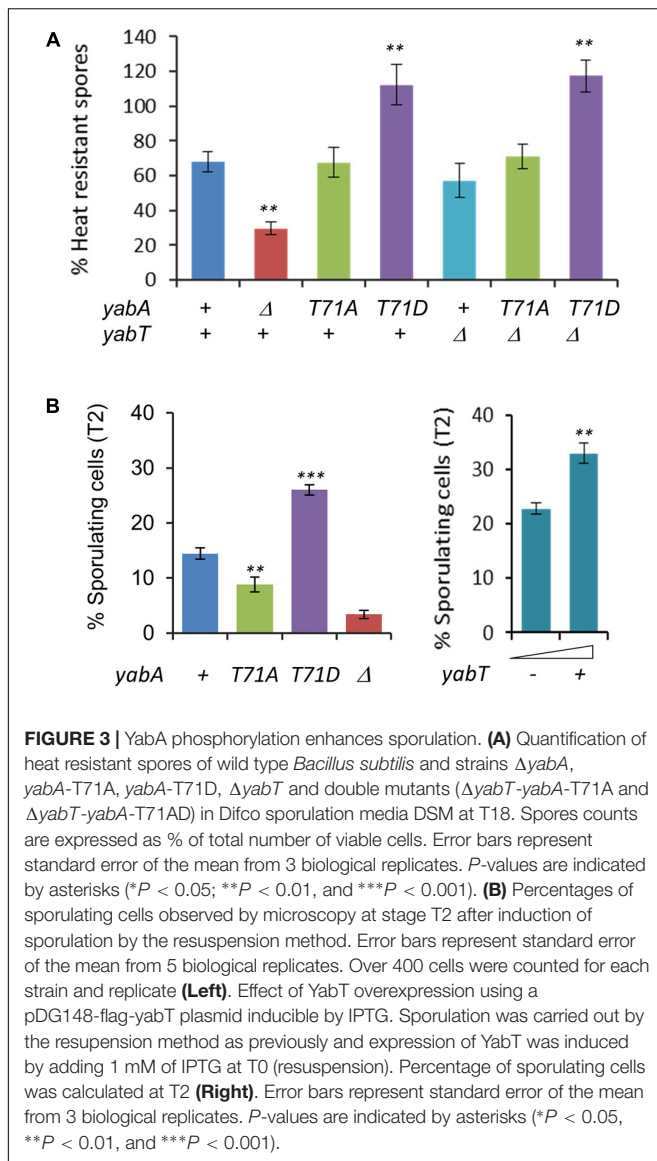 A
% Heat resistant spores
140
120
100
80
60
40
20
0
**
**
**
yabA + Δ T71A T71D + T71A T71D
yabT + + + + Δ Δ Δ
B
% Sporulating cells (T2)
40
30
20
10
0
**
***
yabA + T71A T71D Δ
% Sporulating cells (T2)
40
30
20
10
0
**
yabT - +
FIGURE 3 | YabA phosphorylation enhances sporulation. (A) Quantification of
heat resistant spores of wild type Bacillus subtilis and strains ΔyabA,
yabA-T71A, yabA-T71D, ΔyabT and double mutants (ΔyabT-yabA-T71A and
ΔyabT-yabA-T71AD) in Difco sporulation media DSM at T18. Spores counts
are expressed as % of total number of viable cells. Error bars represent
standard error of the mean from 3 biological replicates. P-values are indicated
by asterisks (*P < 0.05; **P < 0.01, and ***P < 0.001). (B) Percentages of
sporulating cells observed by microscopy at stage T2 after induction of
sporulation by the resuspension method. Error bars represent standard error
of the mean from 5 biological replicates. Over 400 cells were counted for each
strain and replicate (Left). Effect of YabT overexpression using a
pDG148-flag-yabT plasmid inducible by IPTG. Sporulation was carried out by
the resupension method as previously and expression of YabT was induced
by adding 1 mM of IPTG at T0 (resuspension). Percentage of sporulating cells
was calculated at T2 (Right). Error bars represent standard error of the mean
from 3 biological replicates. P-values are indicated by asterisks (*P < 0.05,
**P < 0.01, and ***P < 0.001).